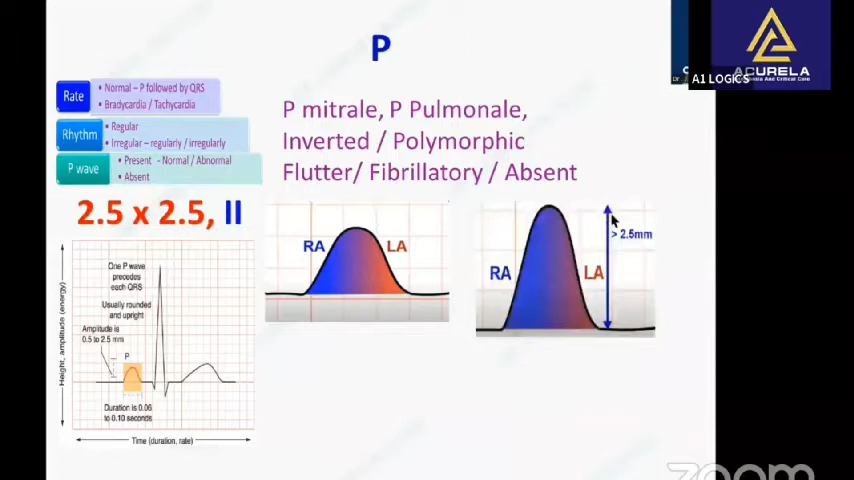 P
ACURELA
A1 LOGICS
Rate
• Normal – P followed by QRS
• Bradycardia / Tachycardia
Rhythm
• Regular
• Irregular – regularly / irregularly
P wave
• Present - Normal / Abnormal
• Absent
P mitrale, P Pulmonale,
Inverted / Polymorphic
Flutter/ Fibrillatory / Absent
2.5 x 2.5, II
Height, amplitude (energy)
One P wave
precedes
each QRS
Usually rounded
and upright
Amplitude is
0.5 to 2.5 mm
P
Duration is 0.06
to 0.10 seconds
Time (duration, rate)
RA
LA
RA
LA
> 2.5mm
zoom